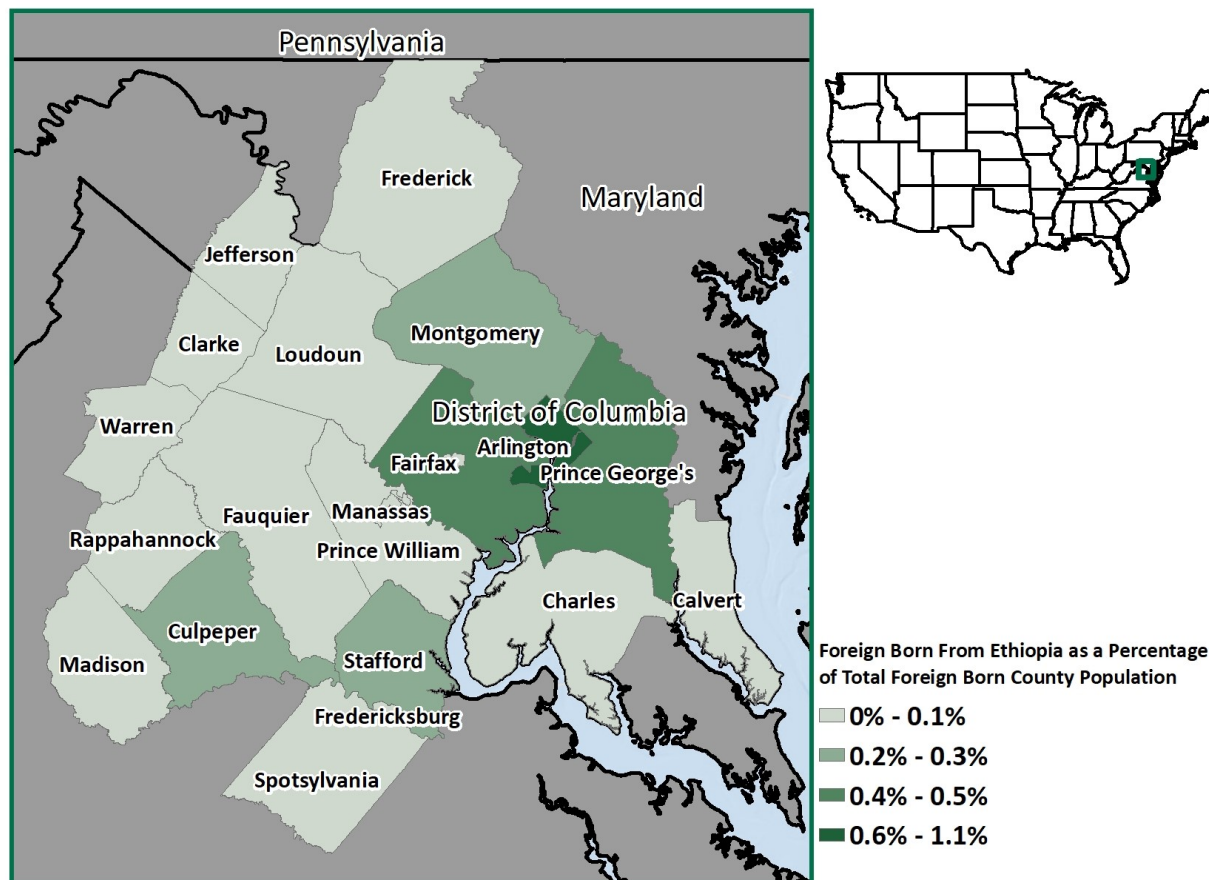 Pennsylvania
Frederick
Maryland
Jefferson
Montgomery
Clarke
Loudoun
District of Columbia
Warren
Arlington
Fairfax
Prince George's
Manassas
Fauquier
Rappahannock
Prince William
Charles
Calvert
Culpeper
Stafford
Madison
Fredericksburg
Spotsylvania
Foreign Born From Ethiopia as a Percentage
of Total Foreign Born County Population
0% - 0.1%
0.2% - 0.3%
0.4% - 0.5%
0.6% - 1.1%